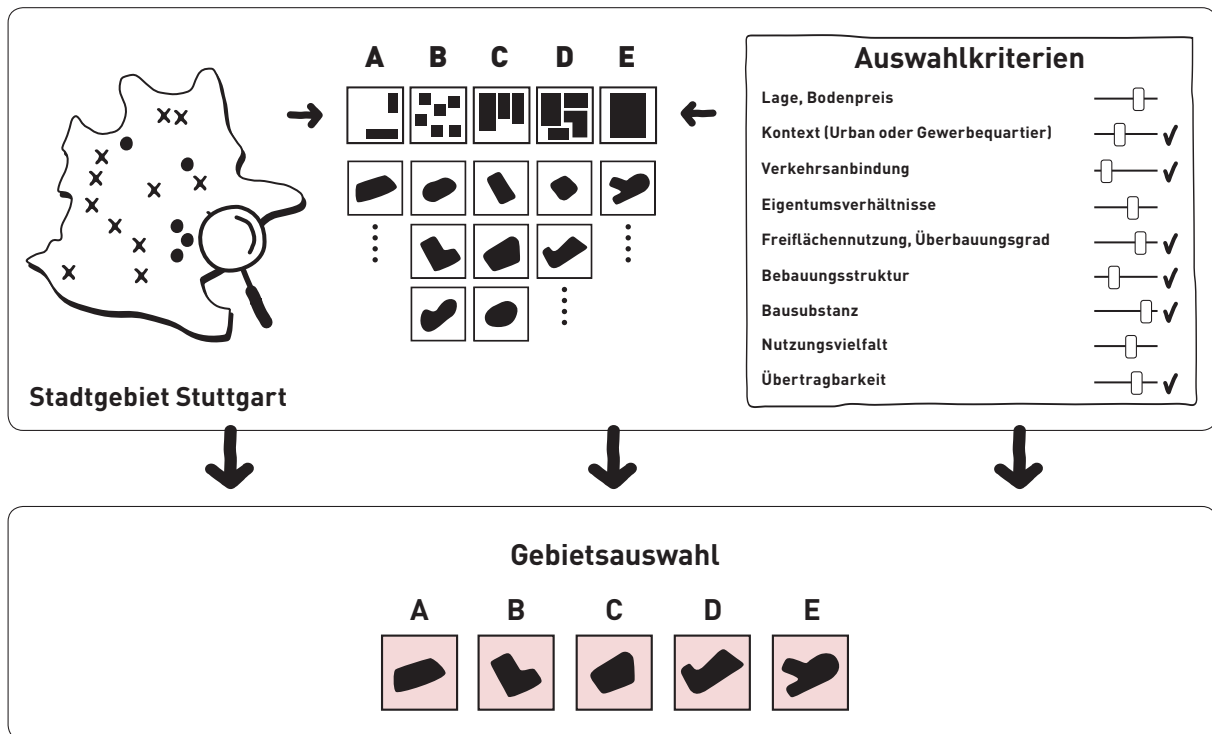 A B C D E
Auswahlkriterien
Lage, Bodenpreis
Kontext (Urban oder Gewerbequartier)
Verkehrsanbindung
Eigentumsverhältnisse
Freiflächennutzung, Überbauungsgrad
Bebauungsstruktur
Bausubstanz
Nutzungsvielfalt
Übertragbarkeit
Stadtgebiet Stuttgart
Gebietsauswahl
A B C D E